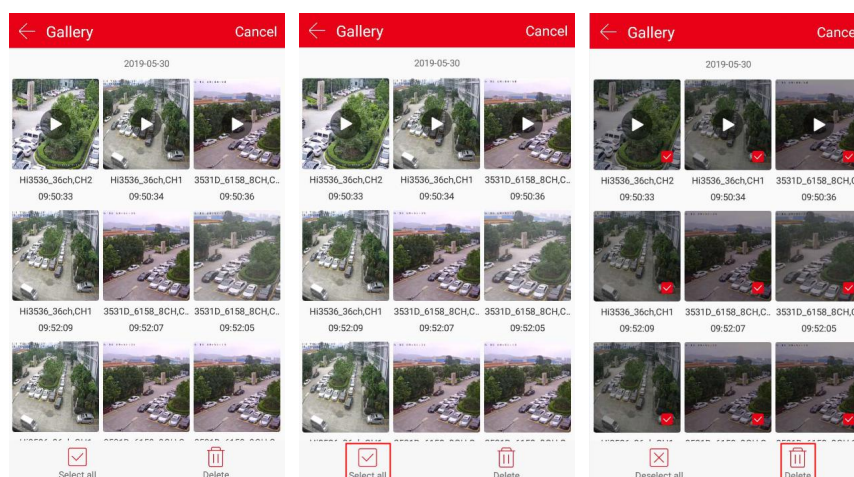 Gallery Cancel
2019-05-30
Hi3536_36ch,CH2 Hi3536_36ch,CH1 3531D_6158_8CH,C..
09:50:33 09:50:34 09:50:36
Hi3536_36ch,CH1 3531D_6158_8CH,C.. 3531D_6158_8CH,C..
09:52:09 09:52:07 09:52:05
Select all Delete
Gallery Cancel
2019-05-30
Hi3536_36ch,CH2 Hi3536_36ch,CH1 3531D_6158_8CH,C..
09:50:33 09:50:34 09:50:36
Hi3536_36ch,CH1 3531D_6158_8CH,C.. 3531D_6158_8CH,C..
09:52:09 09:52:07 09:52:05
Select all Delete
Gallery Cance
2019-05-30
Hi3536_36ch,CH2 Hi3536_36ch,CH1 3531D_6158_8CH,C
09:50:33 09:50:34 09:50:36
Hi3536_36ch,CH1 3531D_6158_8CH,C.. 3531D_6158_8CH,C
09:52:09 09:52:07 09:52:05
Deselect all Delete